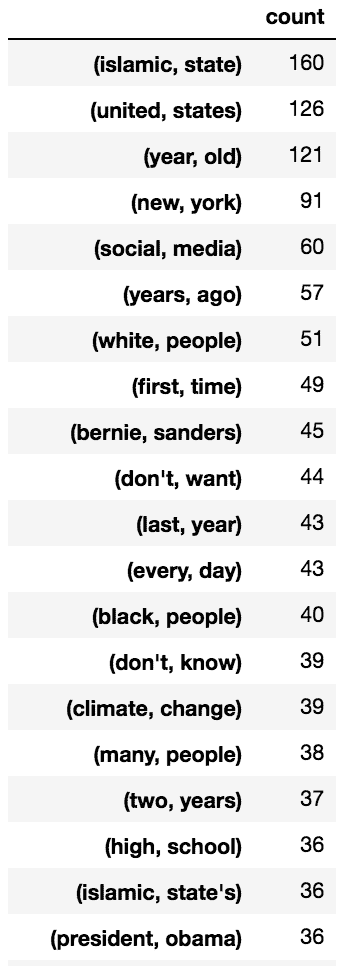 count
(islamic, state) 160
(united, states) 126
(year, old) 121
(new, york) 91
(social, media) 60
(years, ago) 57
(white, people) 51
(first, time) 49
(bernie, sanders) 45
(don't, want) 44
(last, year) 43
(every, day) 43
(black, people) 40
(don't, know) 39
(climate, change) 39
(many, people) 38
(two, years) 37
(high, school) 36
(islamic, state's) 36
(president, obama) 36